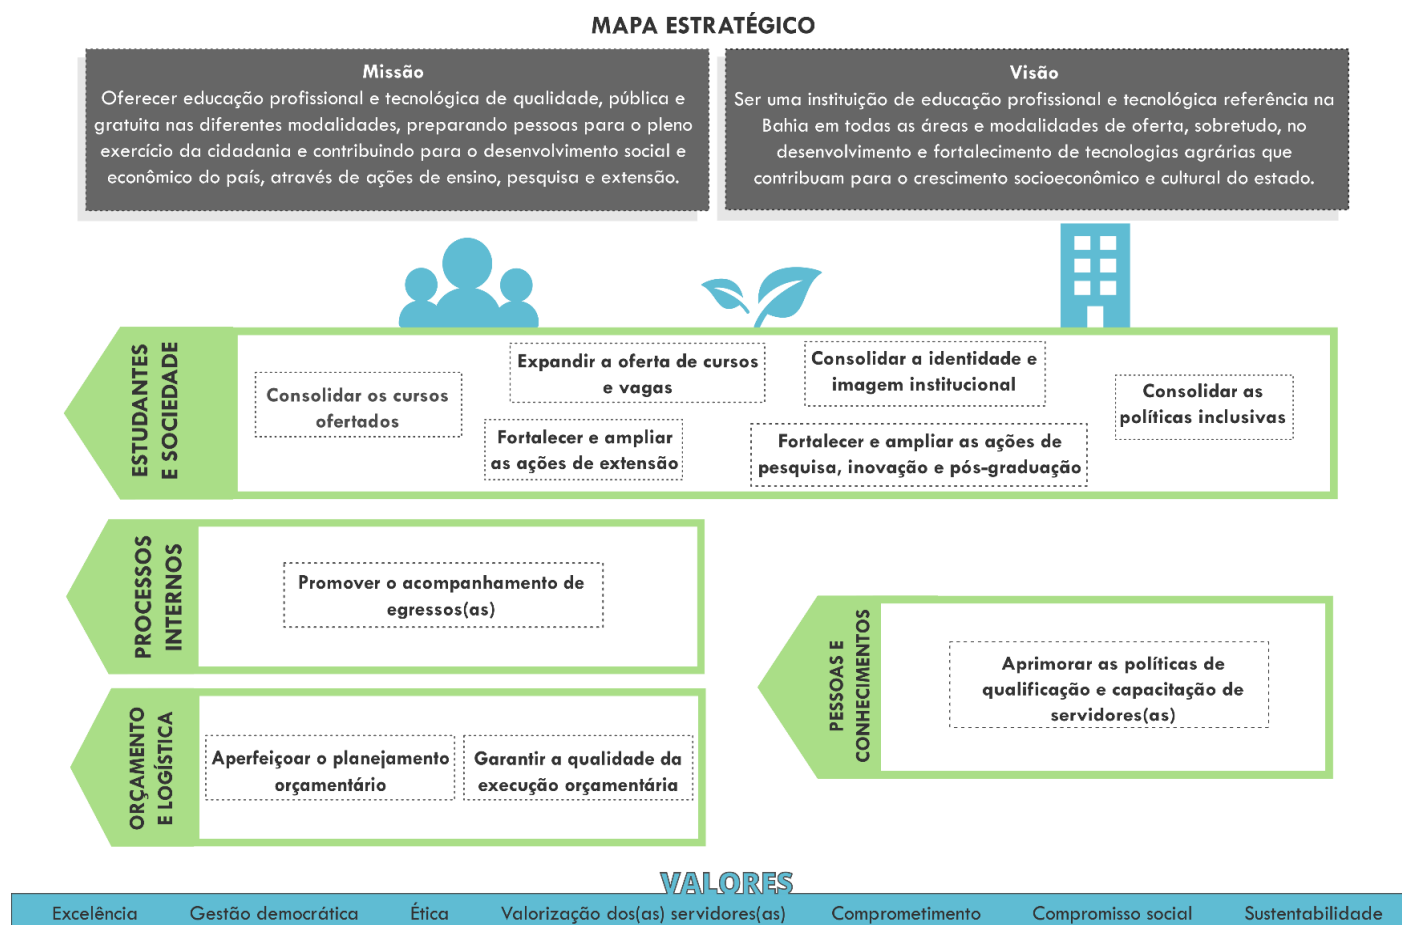 MAPA ESTRATÉGICO
Missão
Oferecer educação profissional e tecnológica de qualidade, pública e
gratuita nas diferentes modalidades, preparando pessoas para o pleno
exercício da cidadania e contribuindo para o desenvolvimento social e
econômico do país, através de ações de ensino, pesquisa e extensão.
Visão
Ser uma instituição de educação profissional e tecnológica referência na
Bahia em todas as áreas e modalidades de oferta, sobretudo, no
desenvolvimento e fortalecimento de tecnologias agrárias que
contribuam para o crescimento socioeconômico e cultural do estado.
ESTUDANTES
E SOCIEDADE
Consolidar os cursos
ofertados
Expandir a oferta de cursos
e vagas
Fortalecer e ampliar
as ações de extensão
Consolidar a identidade e
imagem institucional
Fortalecer e ampliar as ações de
pesquisa, inovação e pós-graduação
Consolidar as
políticas inclusivas
PROCESSOS
INTERNOS
Promover o acompanhamento de
egressos(as)
PESSOAS E
CONHECIMENTOS
Aprimorar as políticas de
qualificação e capacitação de
servidores(as)
ORÇAMENTO
E LOGÍSTICA
Aperfeiçoar o planejamento
orçamentário
Garantir a qualidade da
execução orçamentária
VALORES
Excelência Gestão democrática Ética Valorização dos(as) servidores(as) Comprometimento Compromisso social Sustentabilidade